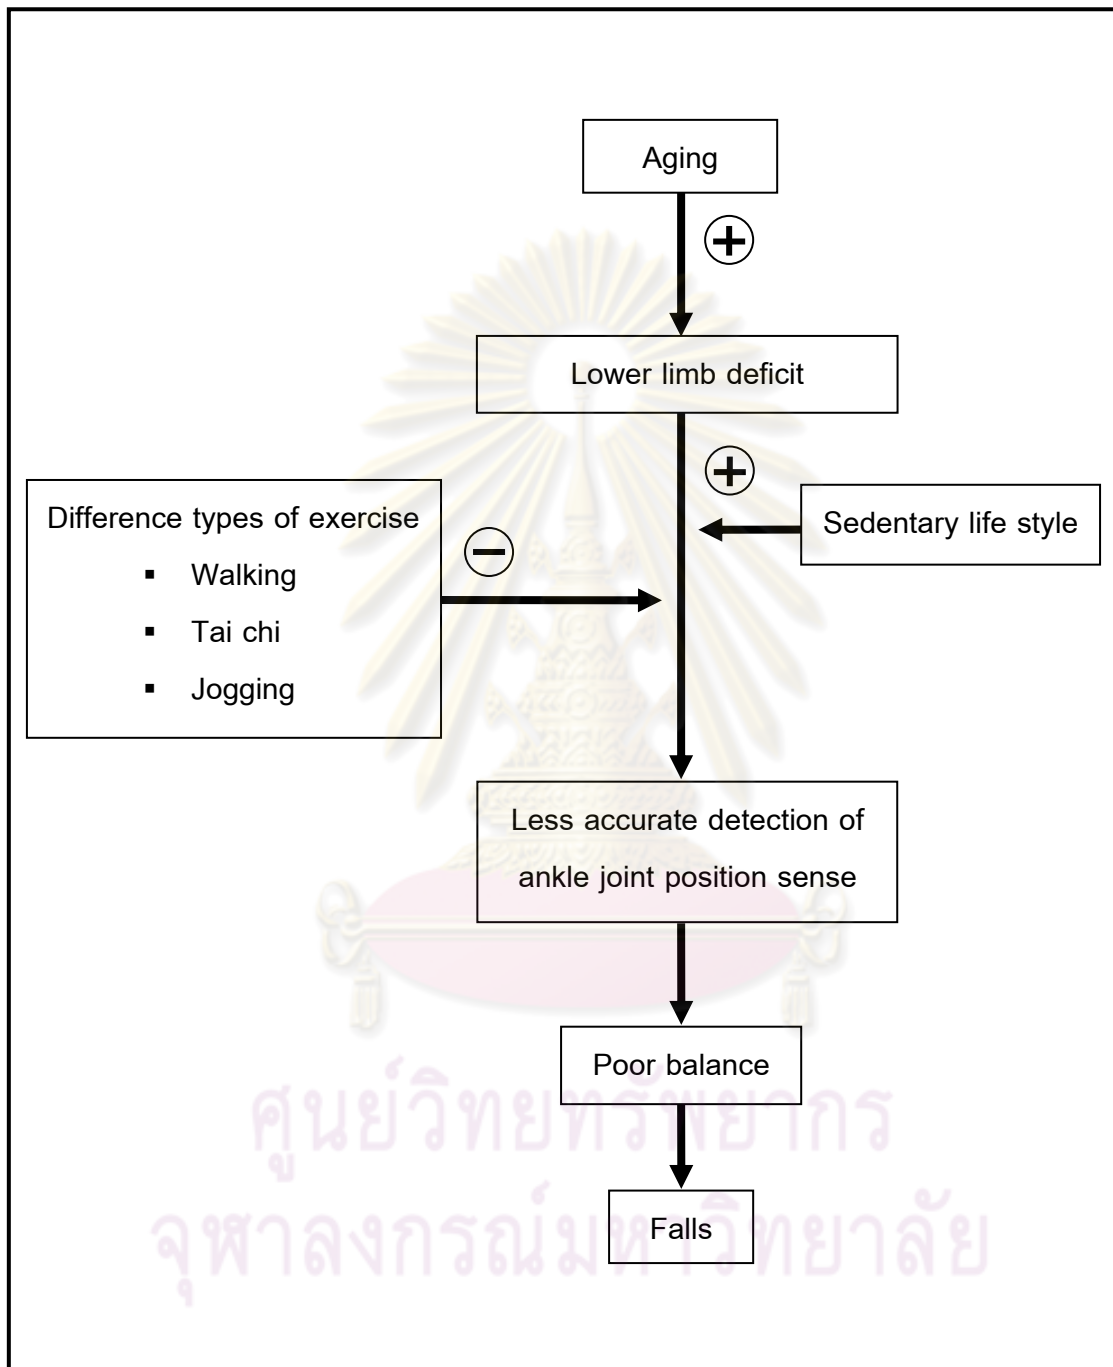 Aging
+
Lower limb deficit
+
Sedentary life style
Difference types of exercise
−
▪ Walking
▪ Tai chi
▪ Jogging
Less accurate detection of
ankle joint position sense
Poor balance
Falls
ศูนย์วิทยทรัพยากร
จุฬาลงกรณ์มหาวิทยาลัย